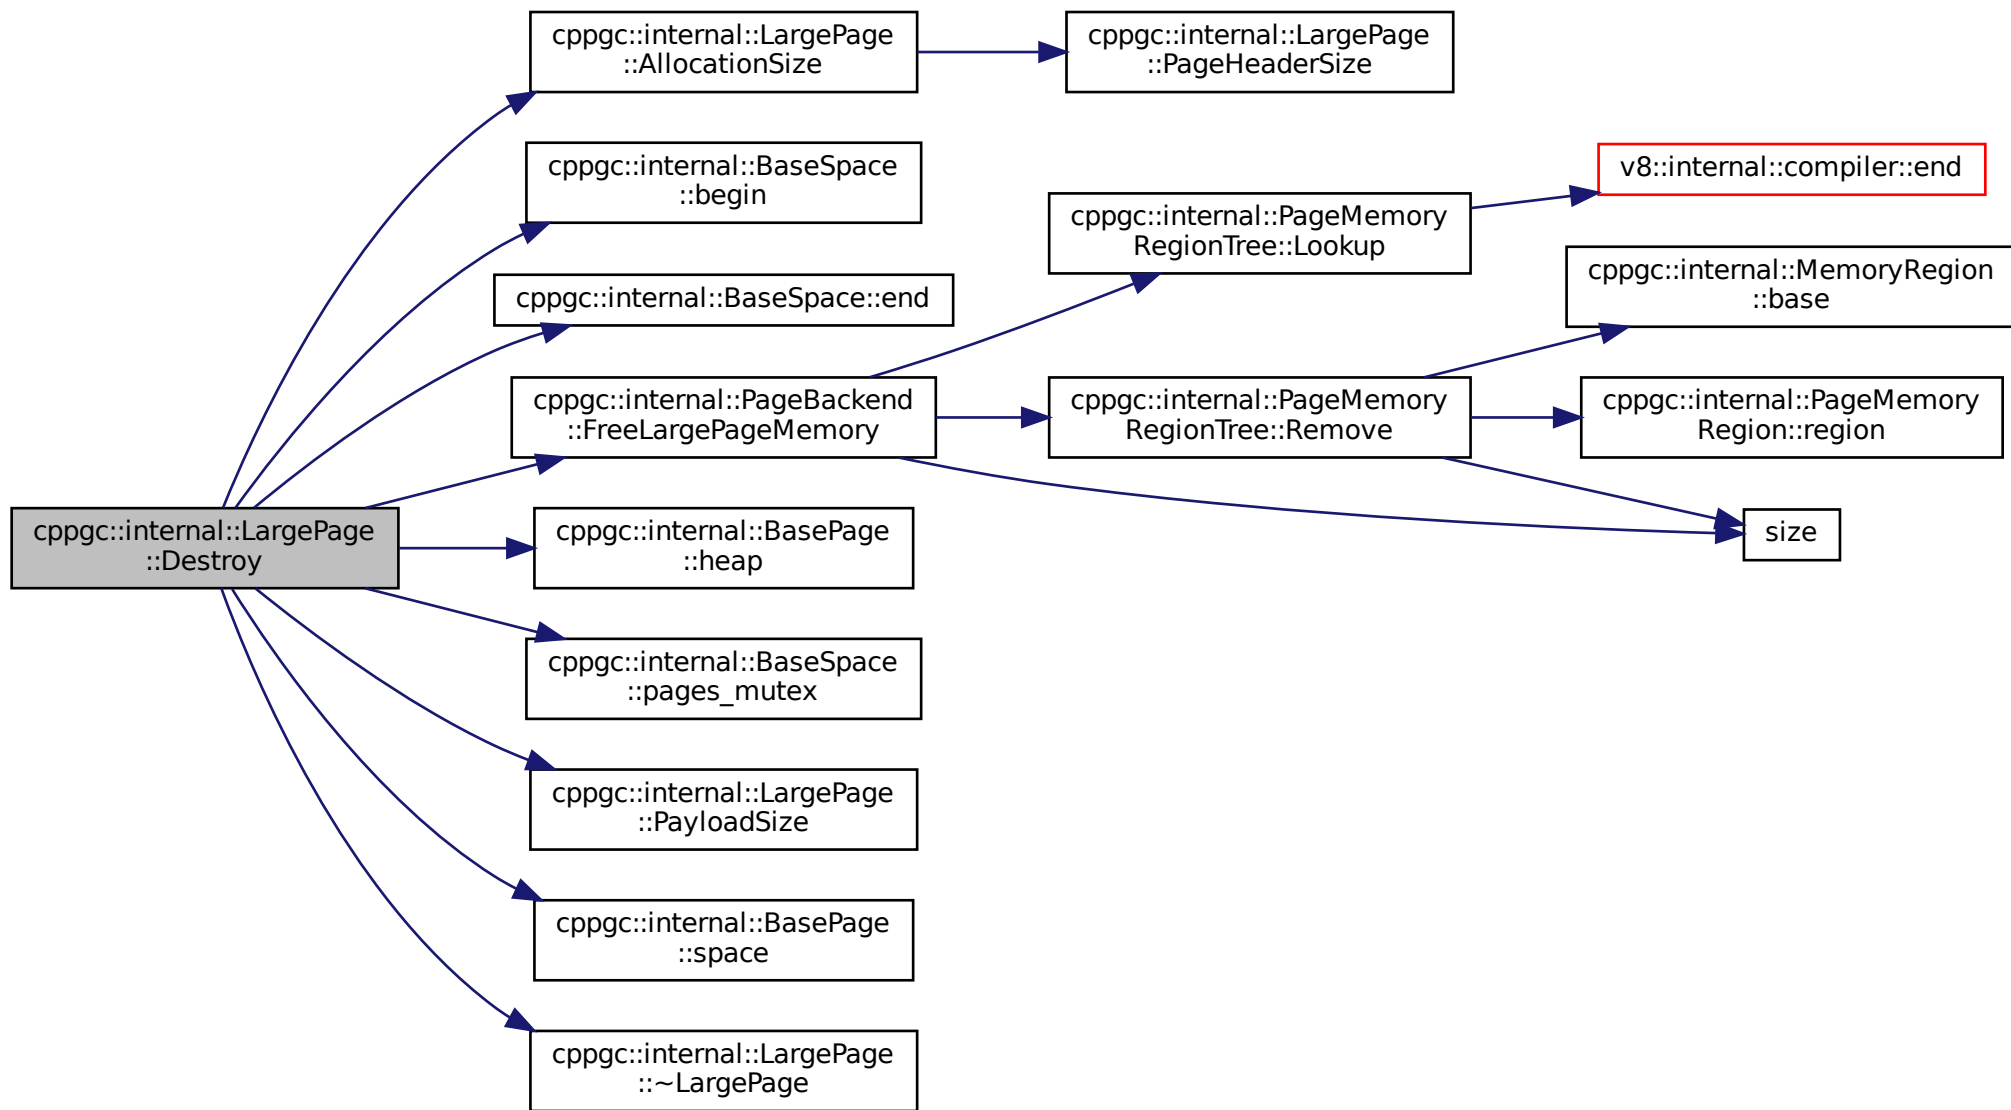 cppgc::internal::LargePage
::AllocationSize
cppgc::internal::LargePage
::PageHeaderSize
cppgc::internal::BaseSpace
::begin
v8::internal::compiler::end
cppgc::internal::PageMemory
RegionTree::Lookup
cppgc::internal::BaseSpace::end
cppgc::internal::MemoryRegion
::base
cppgc::internal::PageBackend
::FreeLargePageMemory
cppgc::internal::PageMemory
RegionTree::Remove
cppgc::internal::PageMemory
Region::region
cppgc::internal::LargePage
::Destroy
cppgc::internal::BasePage
::heap
size
cppgc::internal::BaseSpace
::pages_mutex
cppgc::internal::LargePage
::PayloadSize
cppgc::internal::BasePage
::space
cppgc::internal::LargePage
::~LargePage